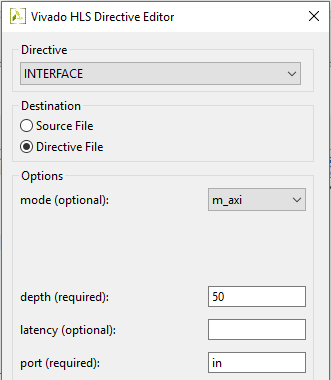 Vivado HLS Directive Editor
Directive
INTERFACE
Destination
Source File
Directive File
Options
mode (optional): m_axi
depth (required): 50
latency (optional):
port (required): in